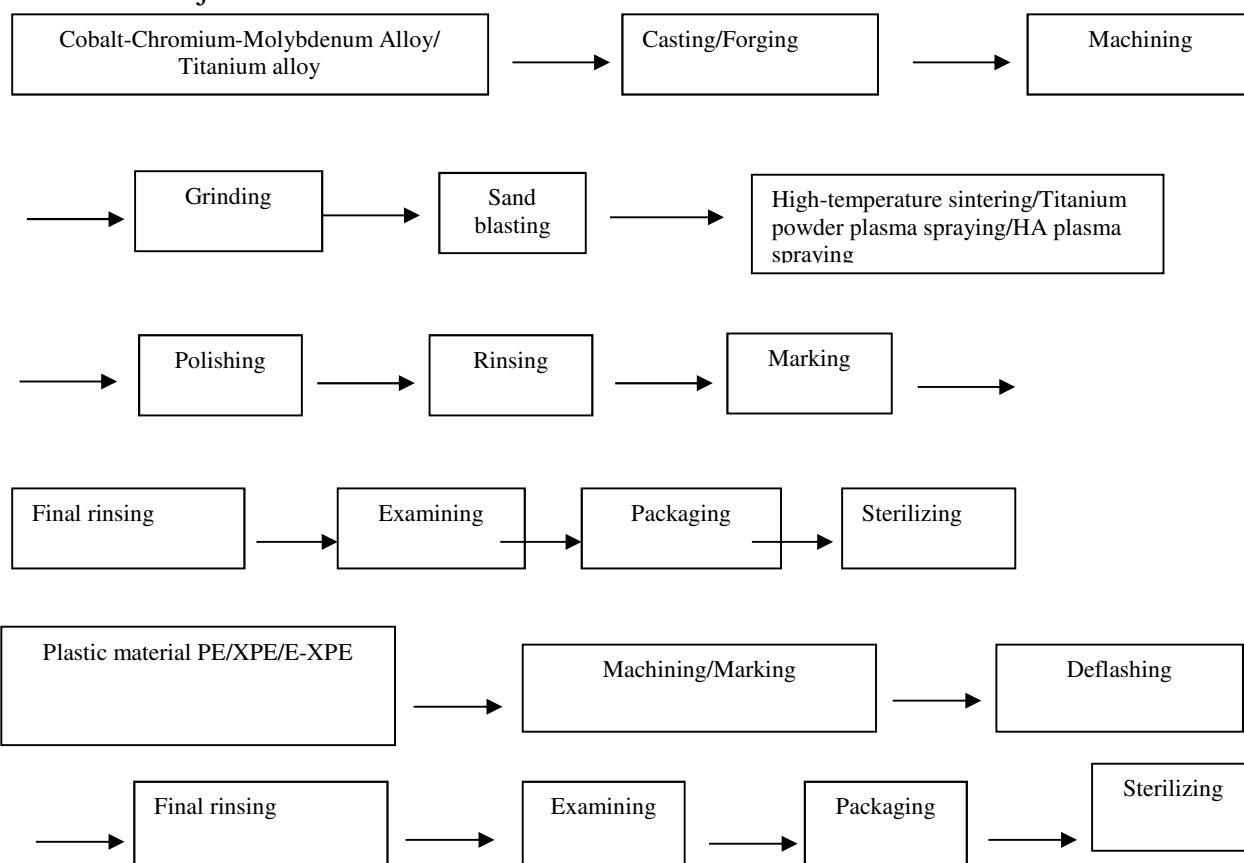 Cobalt-Chromium-Molybdenum Alloy/
Titanium alloy
Casting/Forging
Machining
Grinding
Sand
blasting
High-temperature sintering/Titanium
powder plasma spraying/HA plasma
spraying
Polishing
Rinsing
Marking
Final rinsing
Examining
Packaging
Sterilizing
Plastic material PE/XPE/E-XPE
Machining/Marking
Deflashing
Final rinsing
Examining
Packaging
Sterilizing